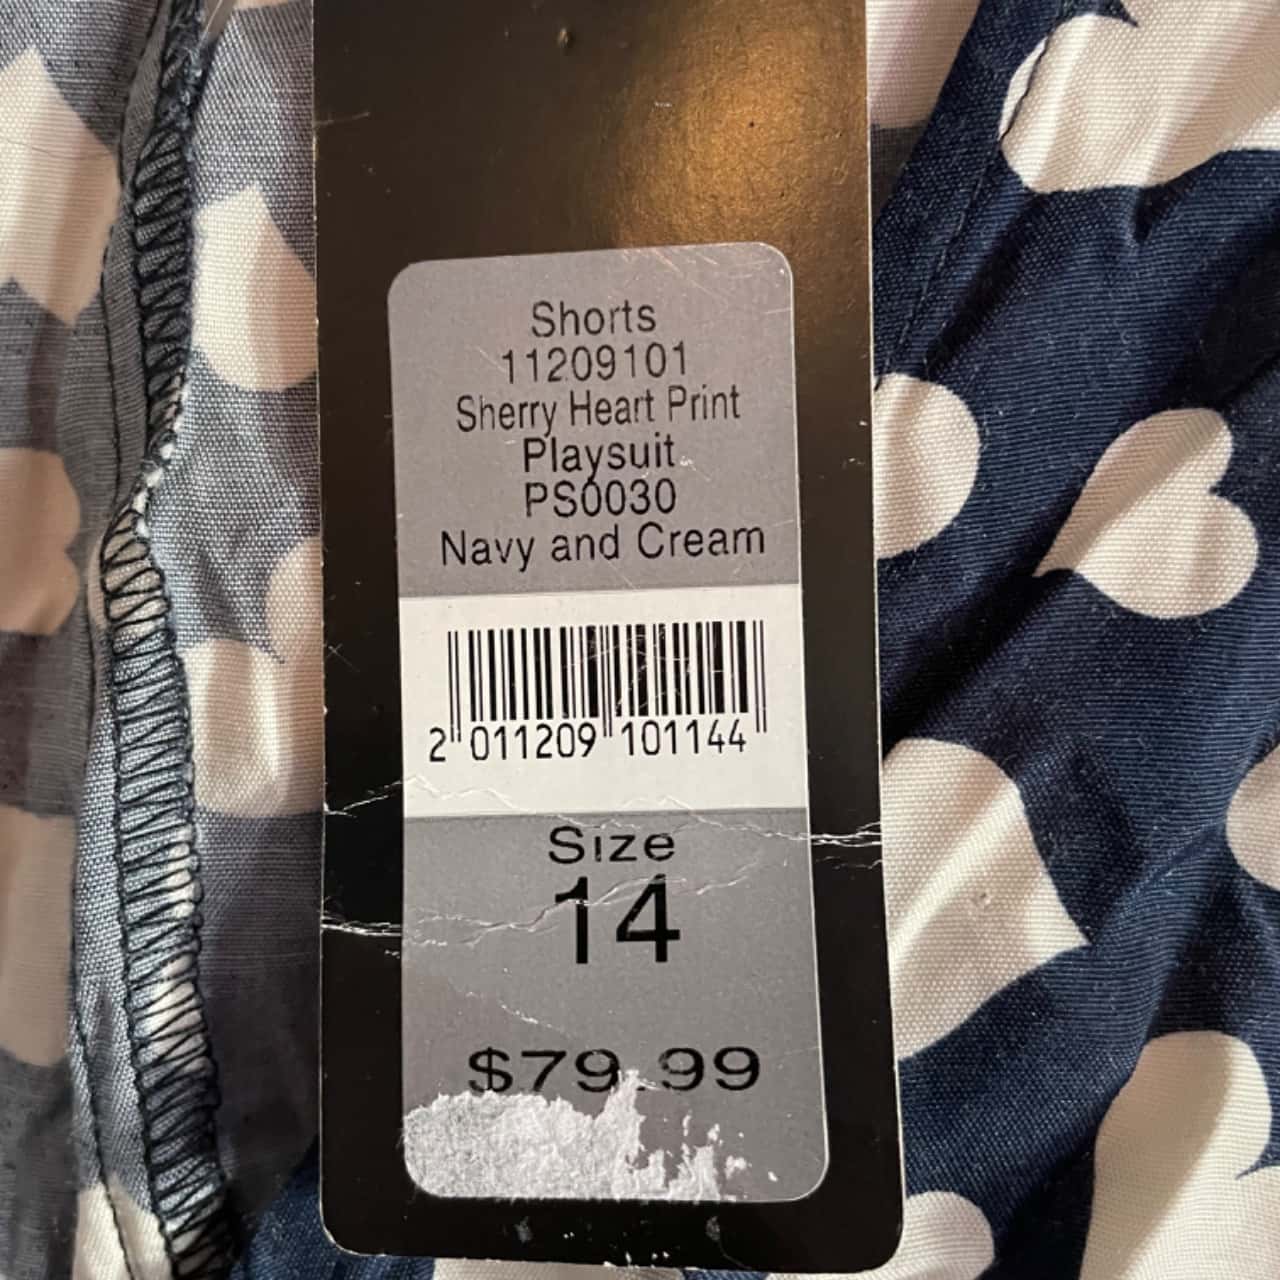 Shorts
11209101
Sherry Heart Print
Playsuit
PS0030
Navy and Cream
2 011209 101144
Size
14
$79.99